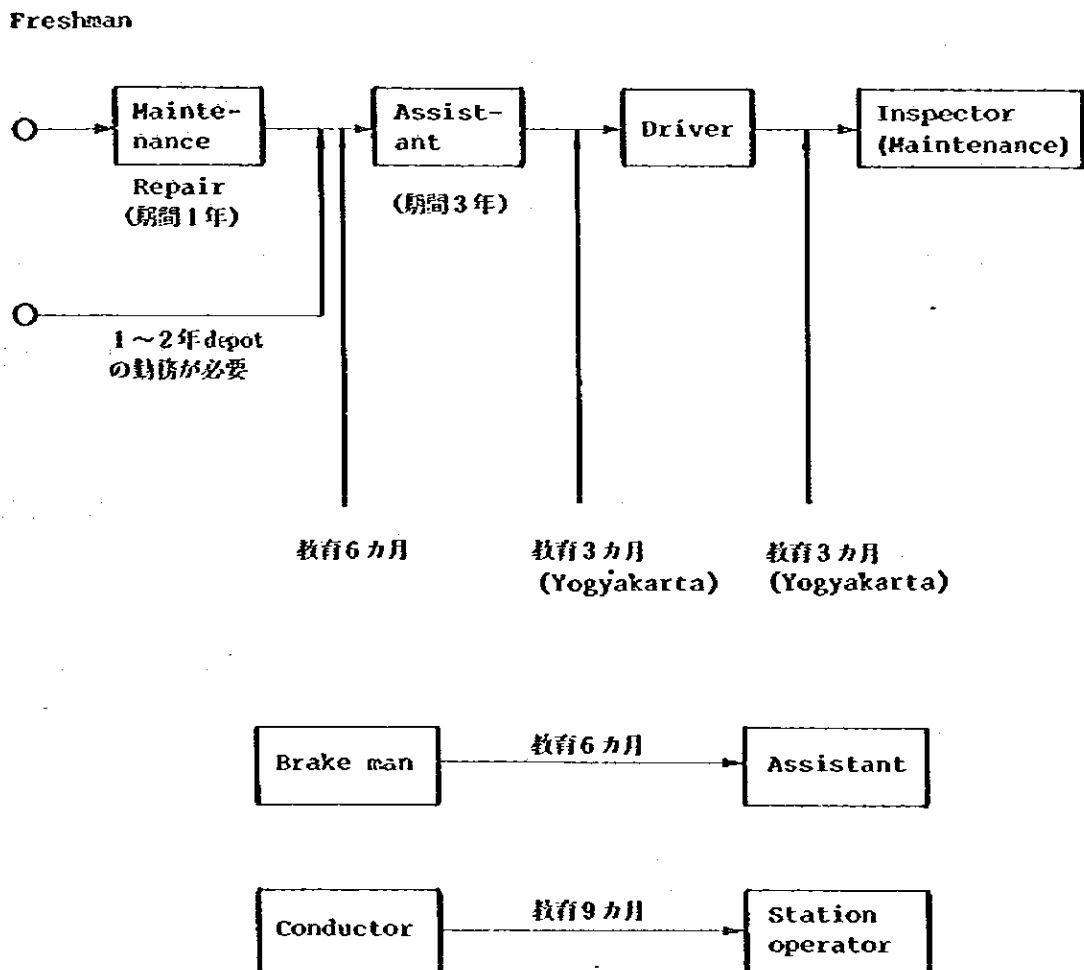 Freshman
Mainte-
nance
Assist-
ant
Driver
Inspector
(Maintenance)
Repair
(期間1年)
(期間3年)
1～2年depot
の勤務が必要
教育6カ月
教育3カ月
(Yogyakarta)
教育3カ月
(Yogyakarta)
Brake man
教育6カ月
Assistant
Conductor
教育9カ月
Station
operator